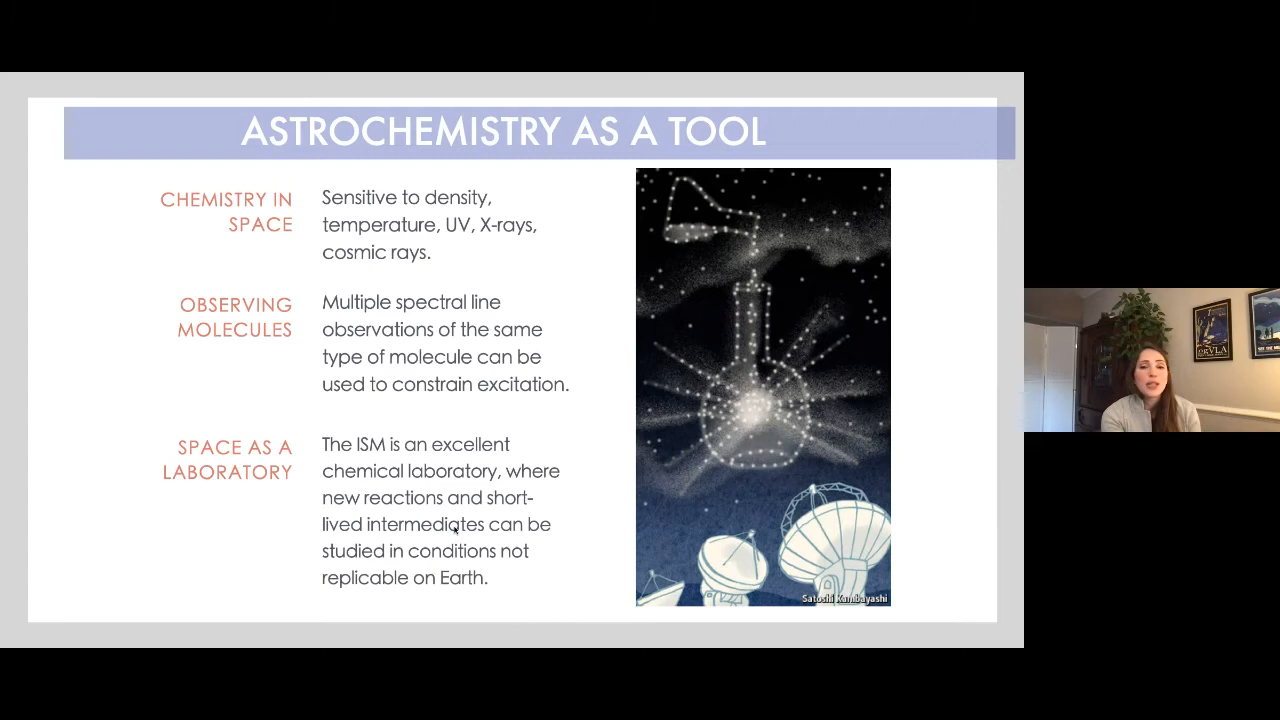 ASTROCHEMISTRY AS A TOOL
CHEMISTRY IN
SPACE
Sensitive to density,
temperature, UV, X-rays,
cosmic rays.
OBSERVING
MOLECULES
Multiple spectral line
observations of the same
type of molecule can be
used to constrain excitation.
SPACE AS A
LABORATORY
The ISM is an excellent
chemical laboratory, where
new reactions and short-
lived intermediates can be
studied in conditions not
replicable on Earth.
Satoshi Kambayashi
VLA